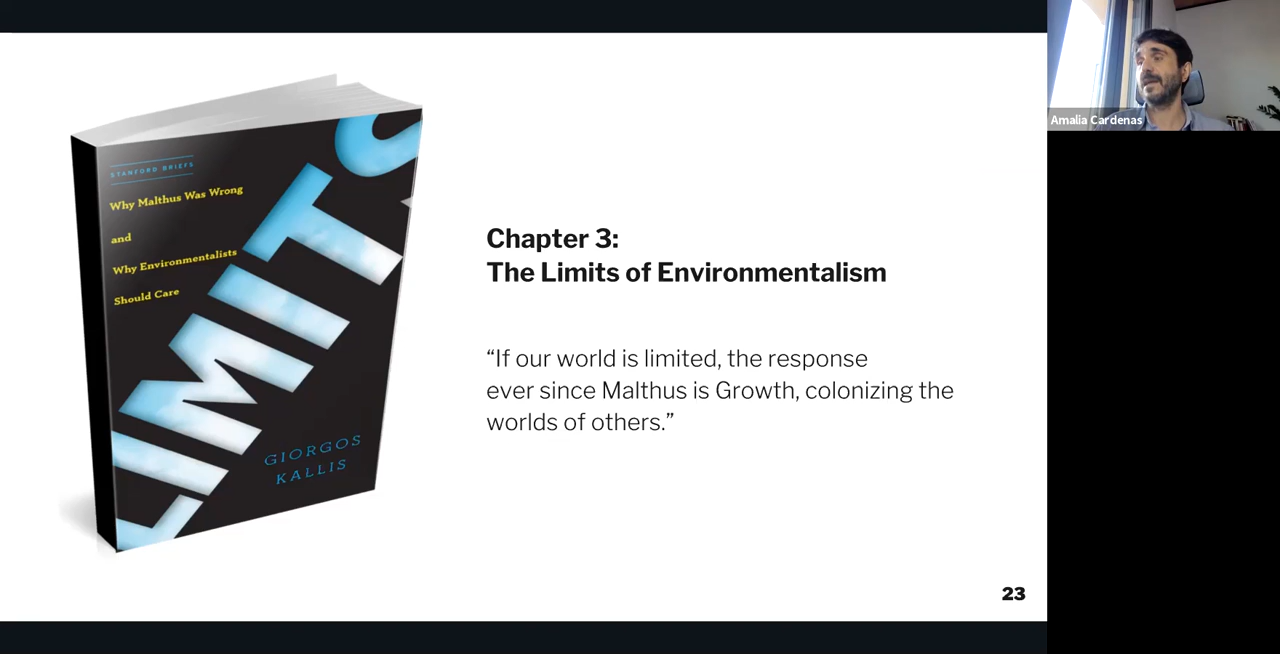 STANFORD BRIEFS
Why Malthus Was Wrong
and
Why Environmentalists
Should Care
LIMITS
GIORGOS
KALLIS
Chapter 3:
The Limits of Environmentalism
“If our world is limited, the response
ever since Malthus is Growth, colonizing the
worlds of others.”
23
Amalia Cardenas